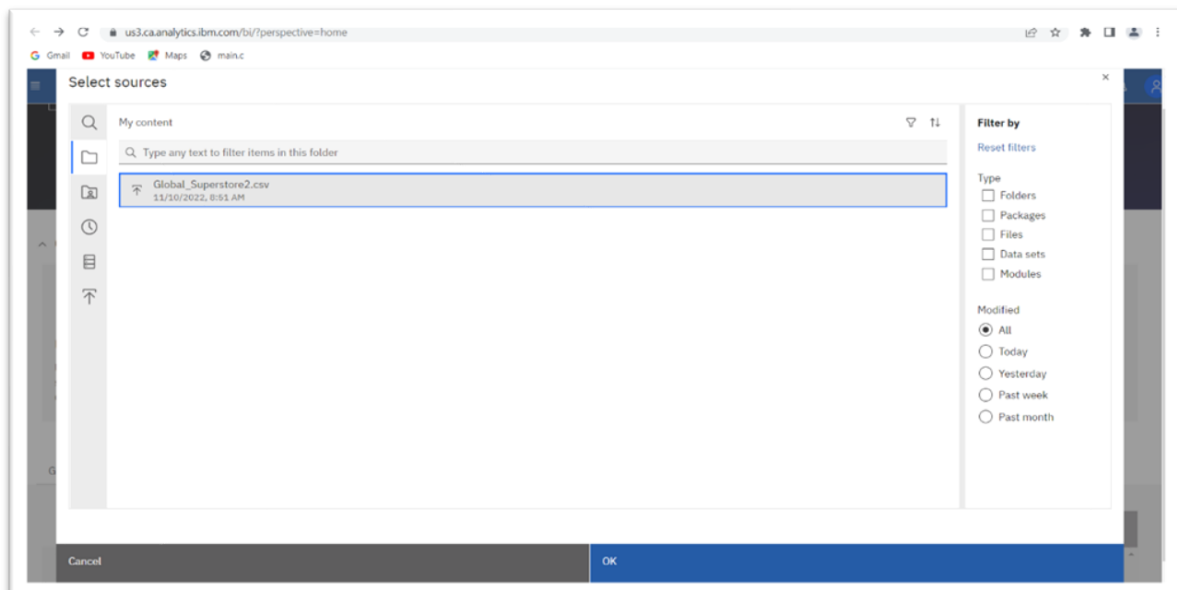 us3.ca.analytics.ibm.com/bi/?perspective=home
Gmail YouTube Maps main.c
Select sources
My content
Type any text to filter items in this folder
Global_Superstore2.csv
11/10/2022, 8:51 AM
Filter by
Reset filters
Type
Folders
Packages
Files
Data sets
Modules
Modified
All
Today
Yesterday
Past week
Past month
Cancel
OK